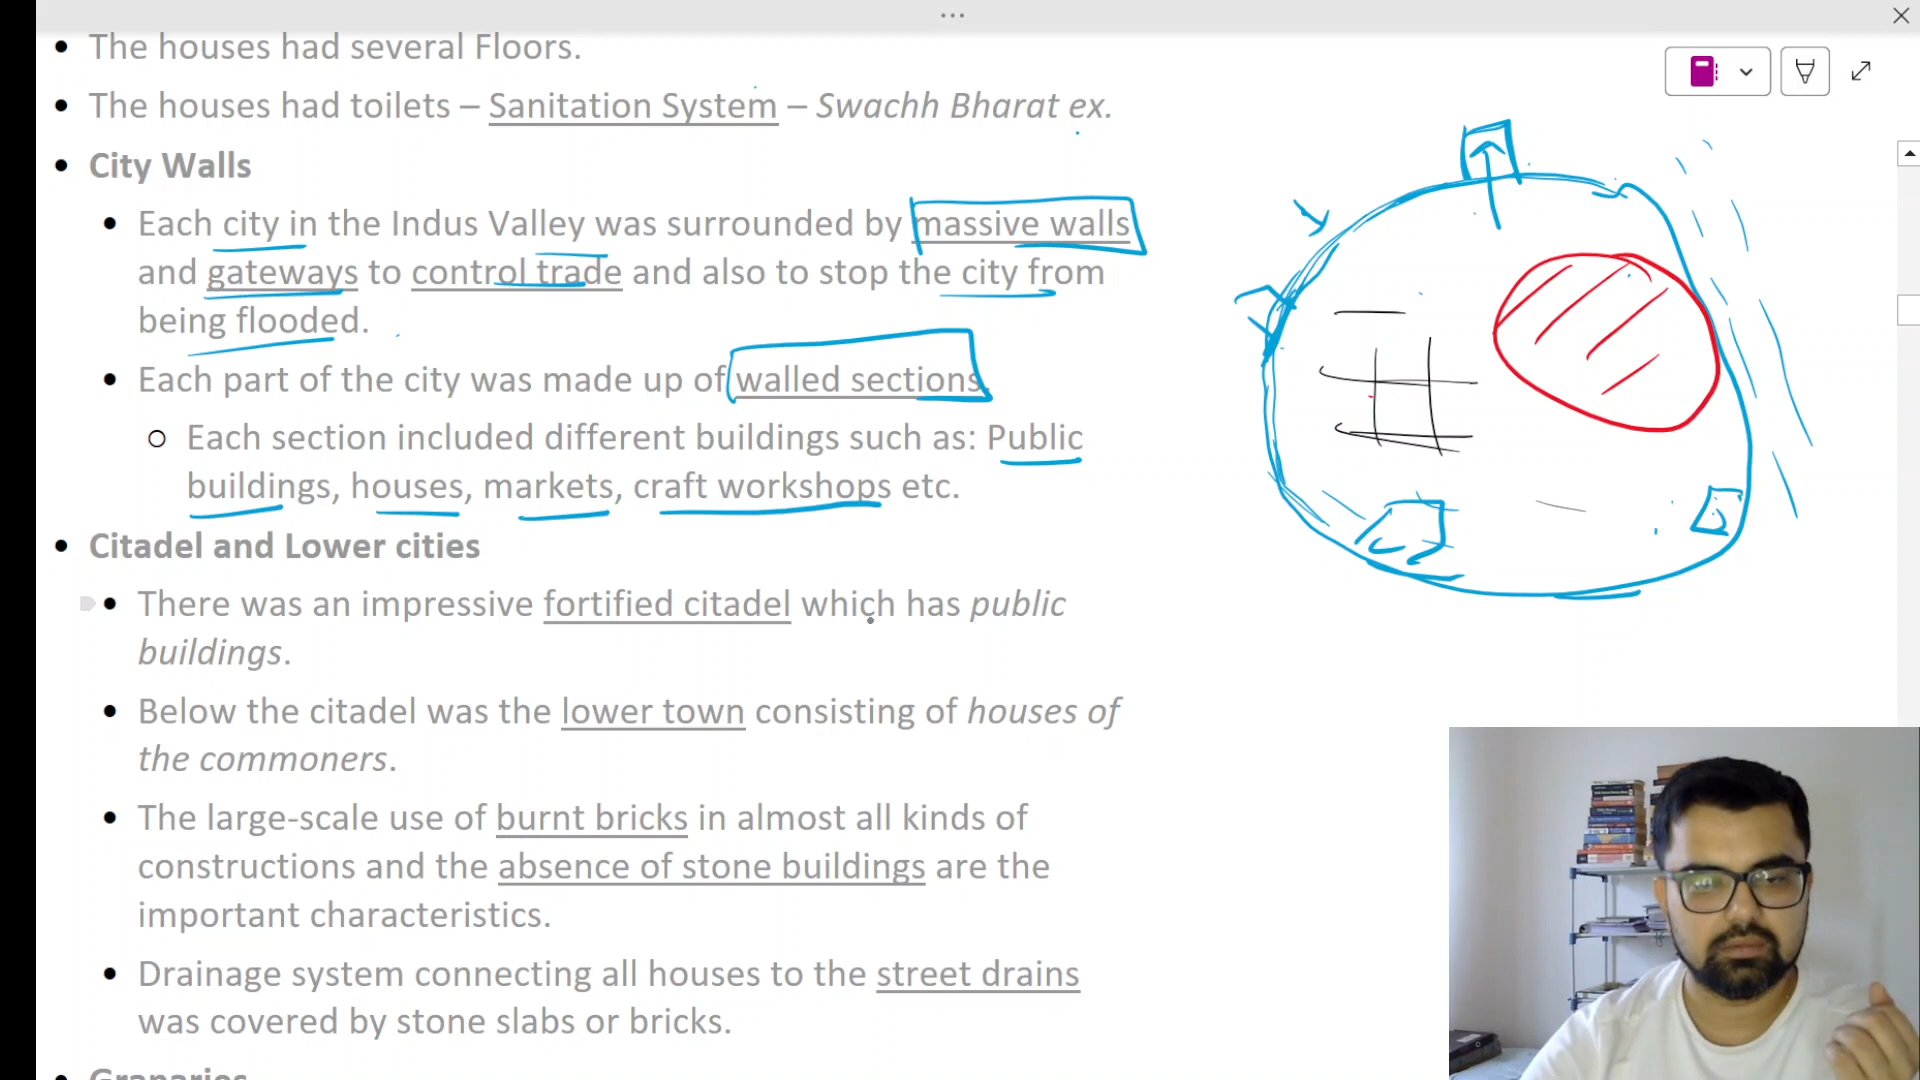 The houses had several Floors.
The houses had toilets – Sanitation System – Swachh Bharat ex.
City Walls
Each city in the Indus Valley was surrounded by massive walls
and gateways to control trade and also to stop the city from
being flooded.
Each part of the city was made up of walled sections.
Each section included different buildings such as: Public
buildings, houses, markets, craft workshops etc.
Citadel and Lower cities
There was an impressive fortified citadel which has public
buildings.
Below the citadel was the lower town consisting of houses of
the commoners.
The large-scale use of burnt bricks in almost all kinds of
constructions and the absence of stone buildings are the
important characteristics.
Drainage system connecting all houses to the street drains
was covered by stone slabs or bricks.
Granaries